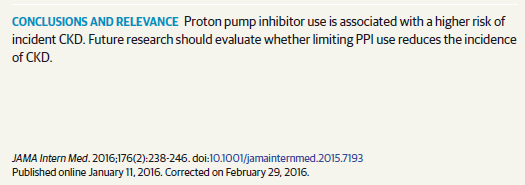 CONCLUSIONS AND RELEVANCE Proton pump inhibitor use is associated with a higher risk of
incident CKD. Future research should evaluate whether limiting PPI use reduces the incidence
of CKD.
JAMA Intern Med. 2016;176(2):238-246. doi:10.1001/jamainternmed.2015.7193
Published online January 11, 2016. Corrected on February 29, 2016.